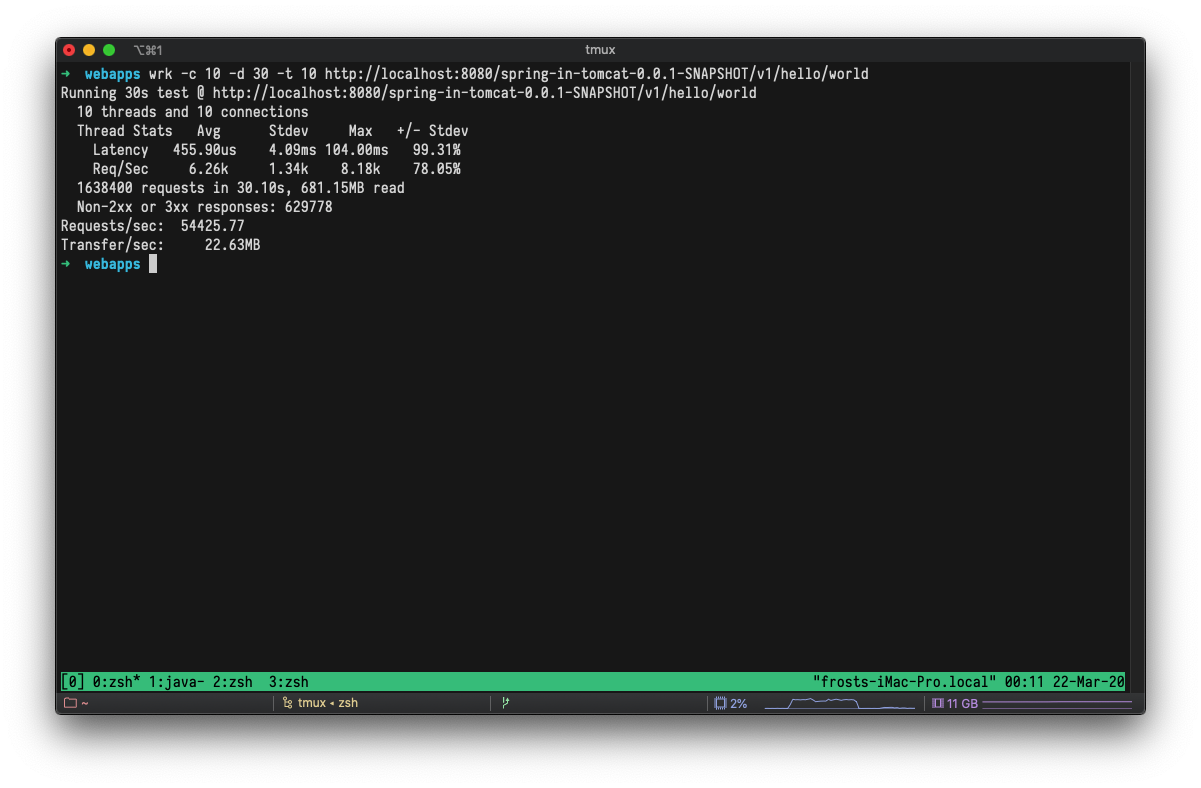 ⌥⌘1 tmux
→ webapps wrk -c 10 -d 30 -t 10 http://localhost:8080/spring-in-tomcat-0.0.1-SNAPSHOT/v1/hello/world
Running 30s test @ http://localhost:8080/spring-in-tomcat-0.0.1-SNAPSHOT/v1/hello/world
  10 threads and 10 connections
  Thread Stats   Avg      Stdev     Max   +/- Stdev
    Latency   455.90us    4.09ms 104.00ms   99.31%
    Req/Sec     6.26k     1.34k    8.18k    78.05%
  1638400 requests in 30.10s, 681.15MB read
  Non-2xx or 3xx responses: 629778
Requests/sec:  54425.77
Transfer/sec:     22.63MB
→ webapps
[0] 0:zsh* 1:java- 2:zsh  3:zsh "frosts-iMac-Pro.local" 00:11 22-Mar-20
~ tmux ◂ zsh 2% 11 GB